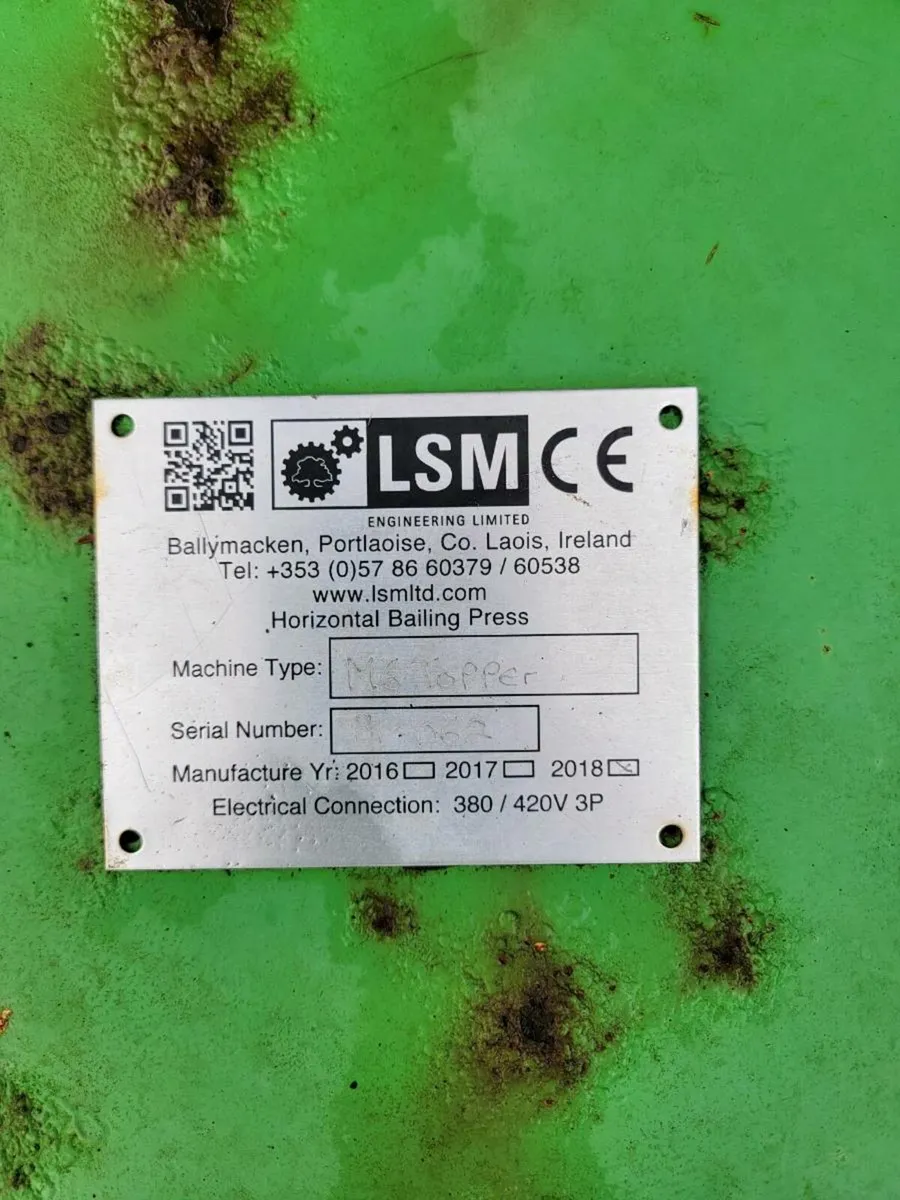 LSM CE
ENGINEERING LIMITED
Ballymacken, Portlaoise, Co. Laois, Ireland
Tel: +353 (0)57 86 60379 / 60538
www.lsmltd.com
Horizontal Bailing Press
Machine Type: Topper
Serial Number:
Manufacture Yr: 2016 2017 2018
Electrical Connection: 380 / 420V 3P